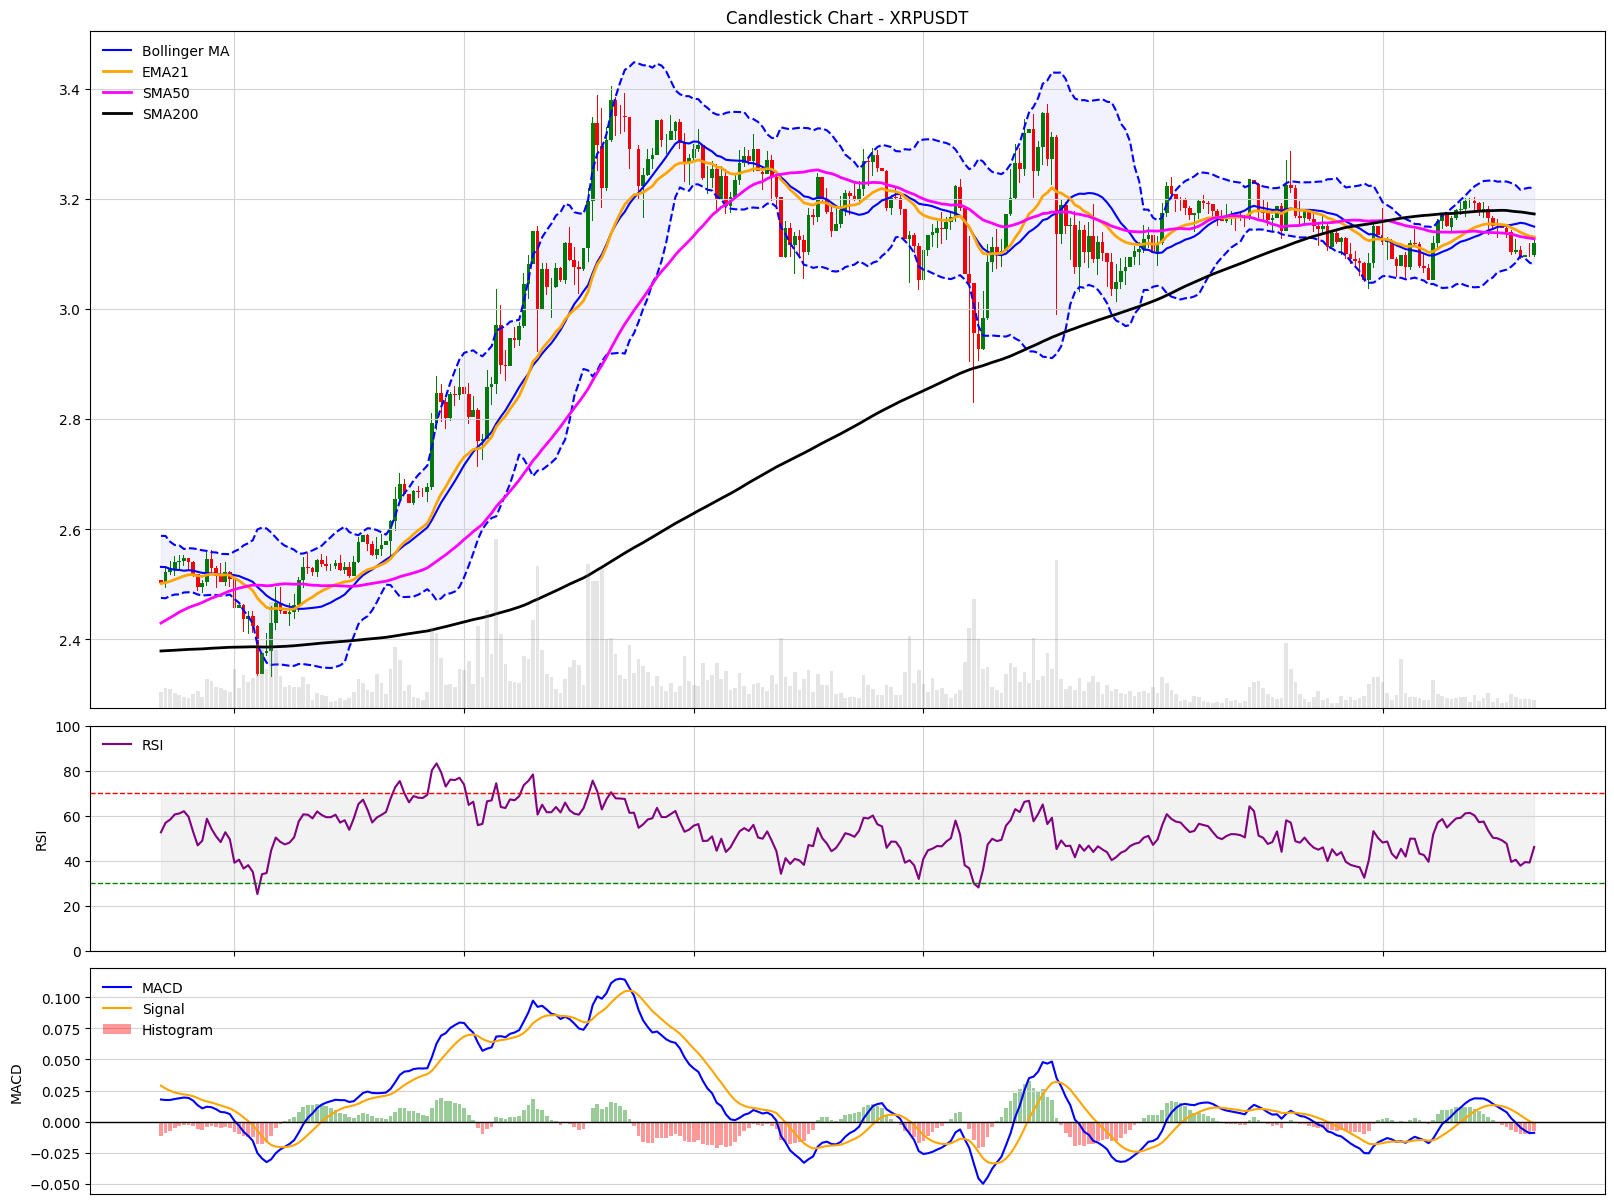 Candlestick Chart - XRPUSDT
Bollinger MA
EMA21
SMA50
SMA200
3.4
3.2
3.0
2.8
2.6
2.4
RSI
RSI
100
80
60
40
20
0
MACD
MACD
Signal
Histogram
0.100
0.075
0.050
0.025
0.000
−0.025
−0.050